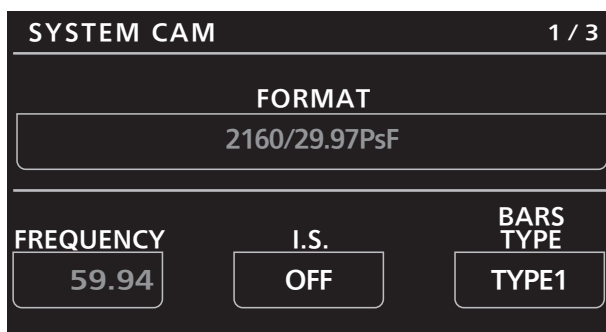 SYSTEM CAM 1 / 3
FORMAT
2160/29.97PsF
FREQUENCY I.S. BARS TYPE
59.94 OFF TYPE1